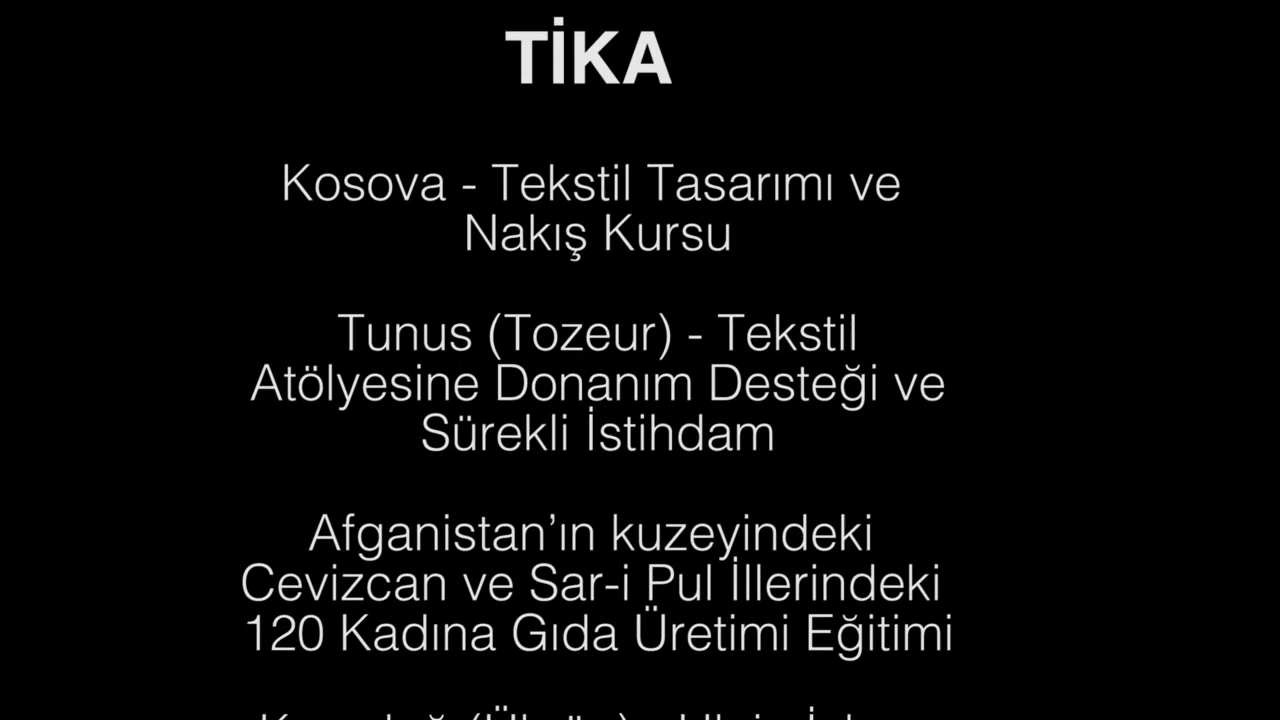 TİKA
Kosova - Tekstil Tasarımı ve
Nakış Kursu
Tunus (Tozeur) - Tekstil
Atölyesine Donanım Desteği ve
Sürekli İstihdam
Afganistan’ın kuzeyindeki
Cevizcan ve Sar-i Pul İllerindeki
120 Kadına Gıda Üretimi Eğitimi